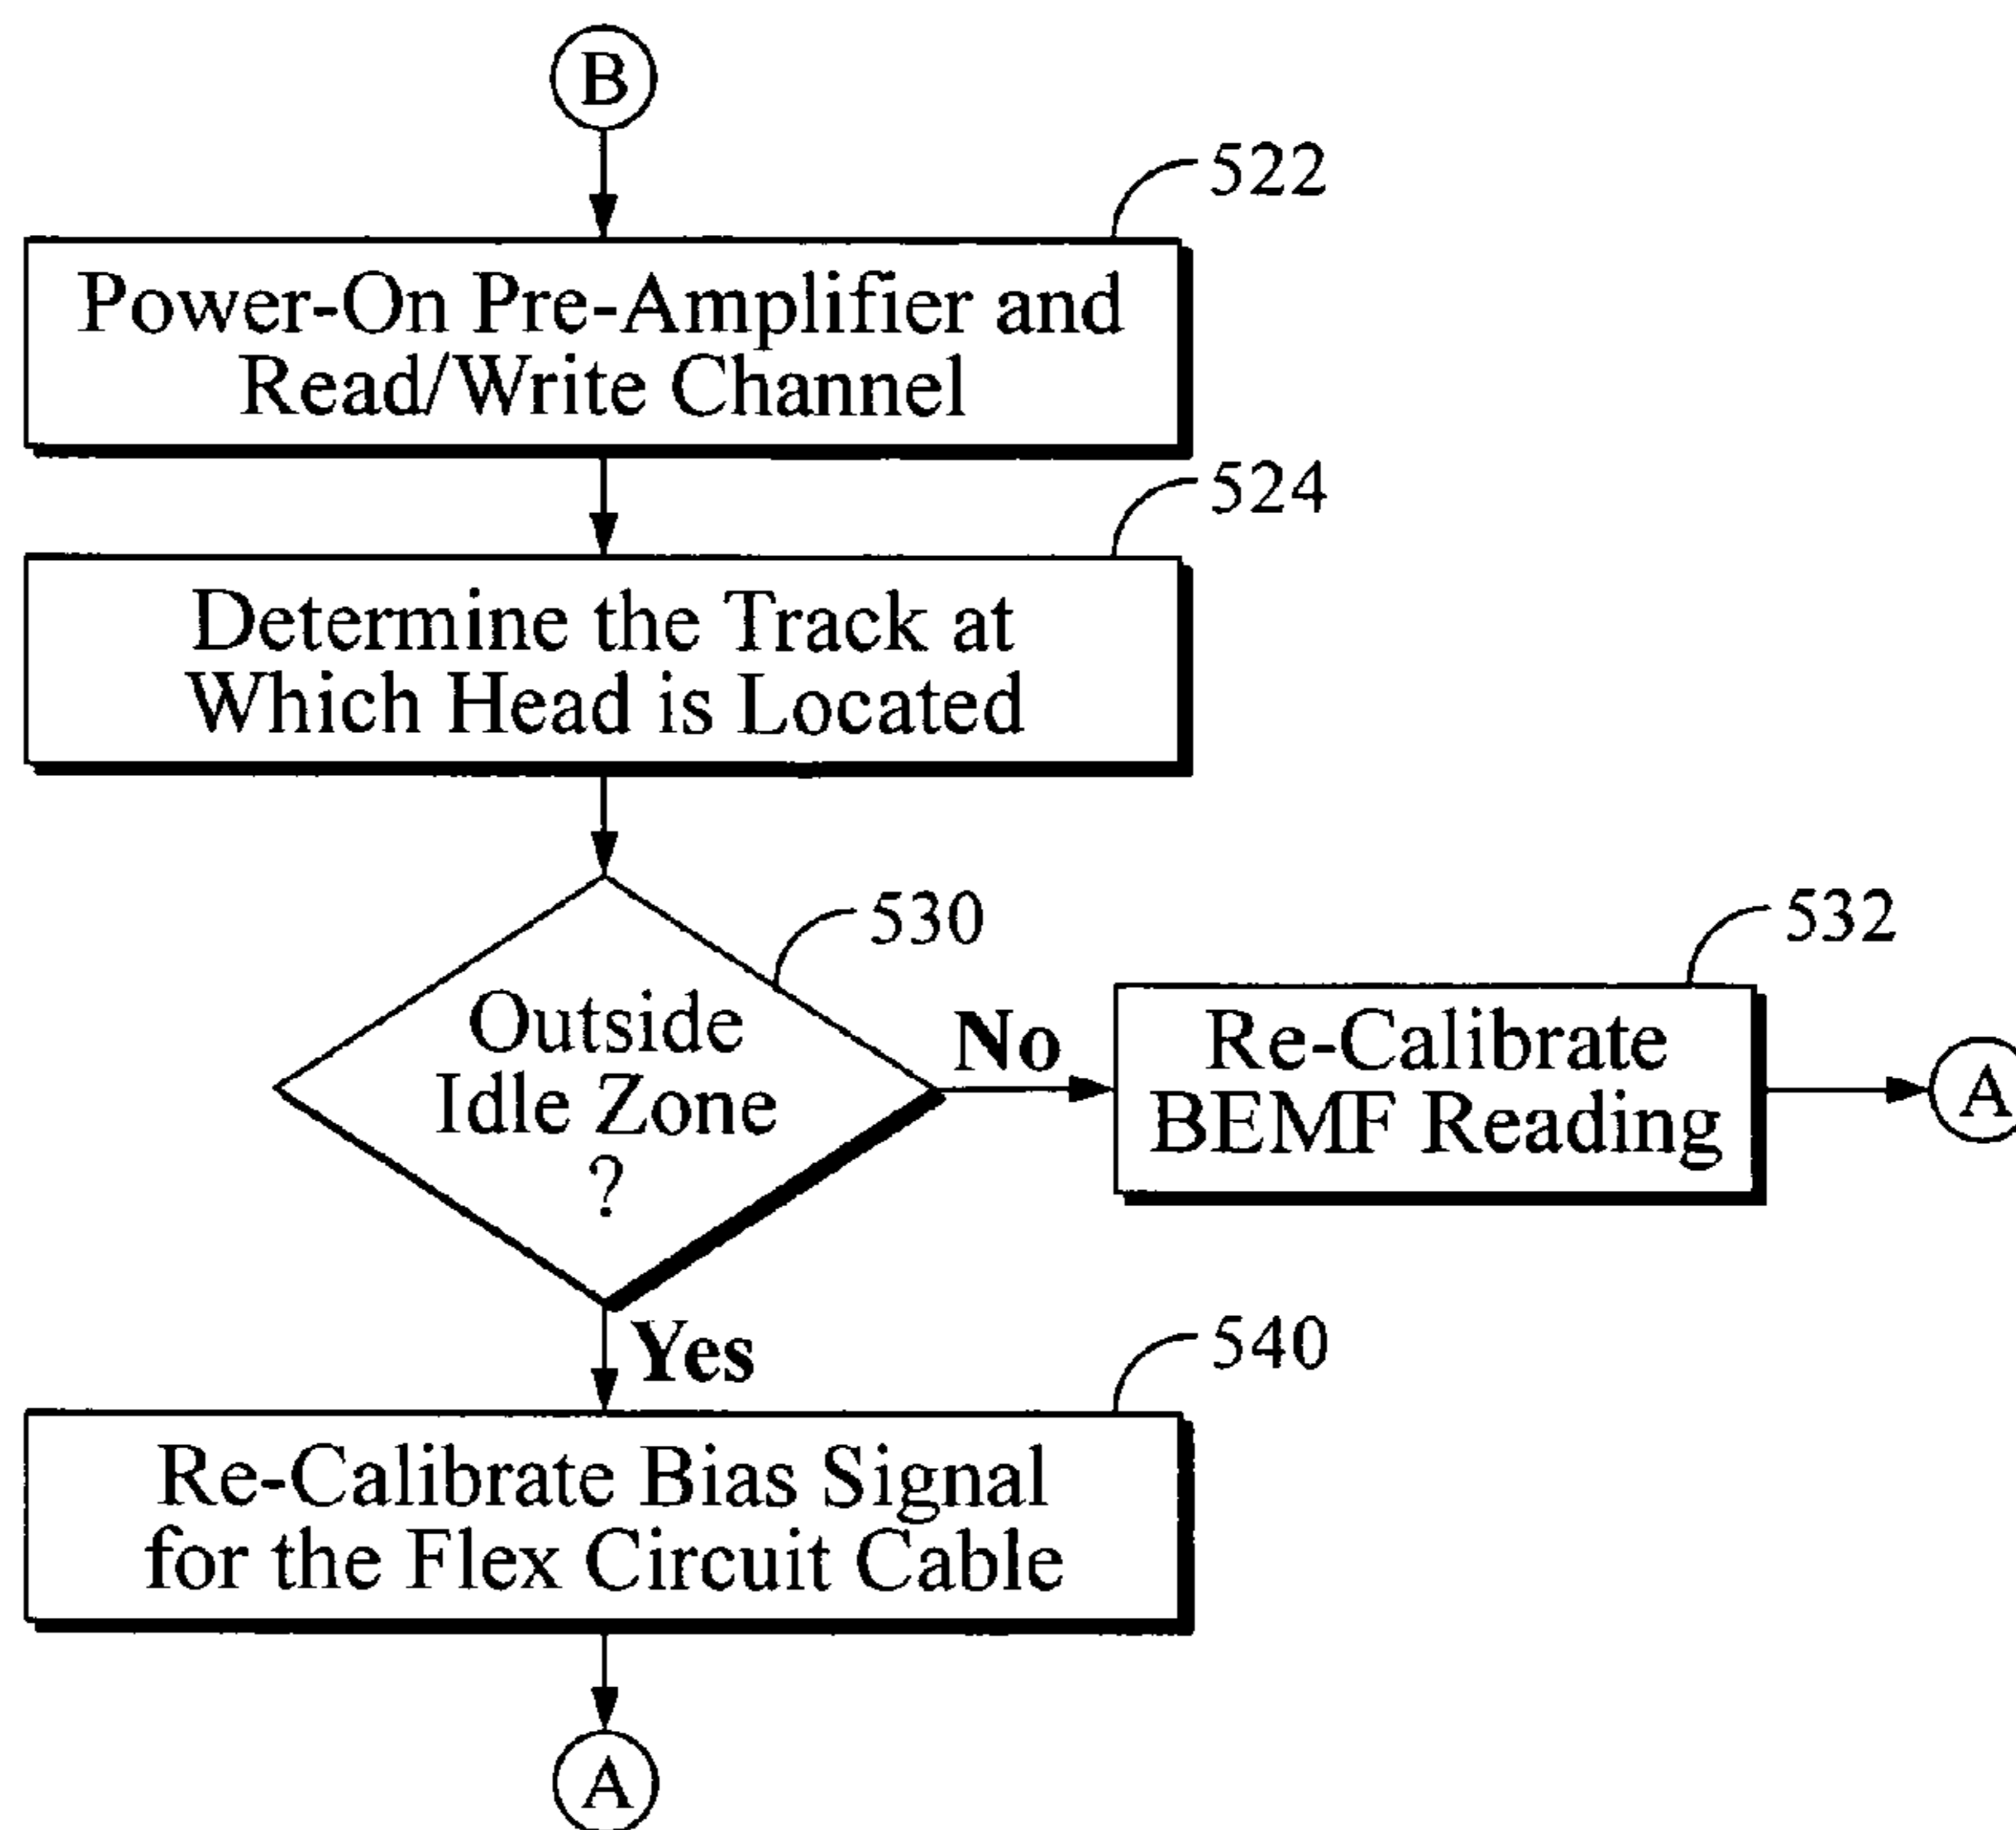 B
522
Power-On Pre-Amplifier and
Read/Write Channel
524
Determine the Track at
Which Head is Located
530
Outside
Idle Zone
?
No
532
Re-Calibrate
BEMF Reading
A
Yes
540
Re-Calibrate Bias Signal
for the Flex Circuit Cable
A